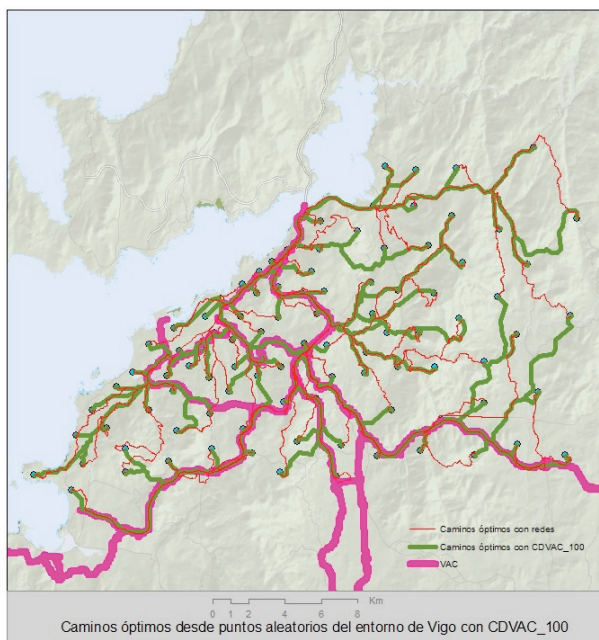 Caminos óptimos con redes
Caminos óptimos con CDVAC_100
VAC
Km
0 1 2 4 6 8
Caminos óptimos desde puntos aleatorios del entorno de Vigo con CDVAC_100